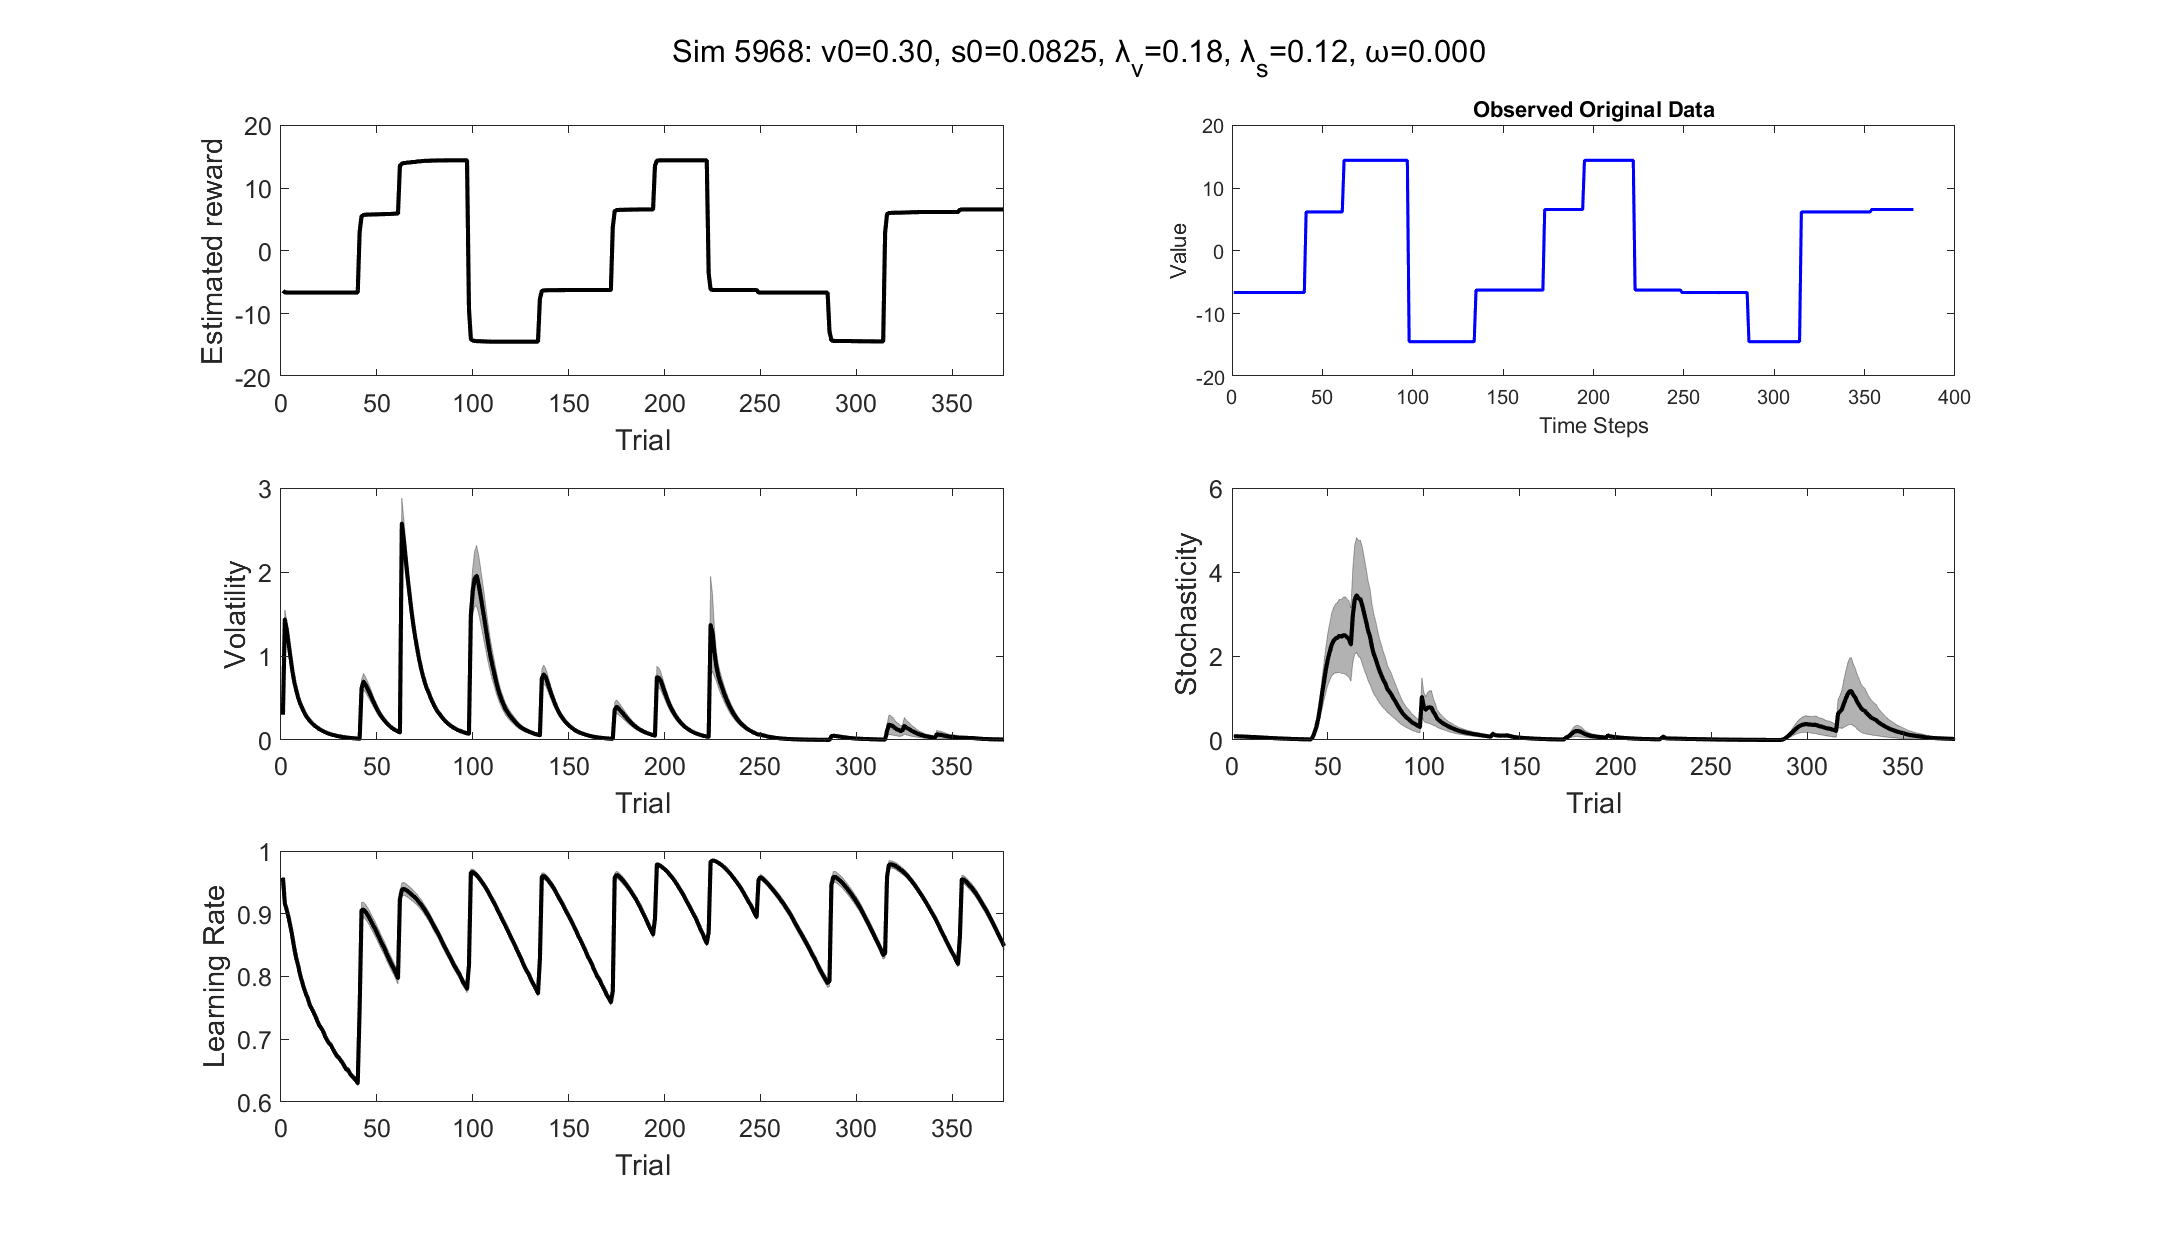 Sim 5968: v0=0.30, s0=0.0825, λ_v=0.18, λ_s=0.12, ω=0.000
Estimated reward
20
10
0
-10
-20
0 50 100 150 200 250 300 350
Trial
Observed Original Data
Value
20
10
0
-10
-20
0 50 100 150 200 250 300 350 400
Time Steps
Volatility
3
2
1
0
0 50 100 150 200 250 300 350
Trial
Stochasticity
6
4
2
0
0 50 100 150 200 250 300 350
Trial
Learning Rate
1
0.9
0.8
0.7
0.6
0 50 100 150 200 250 300 350
Trial